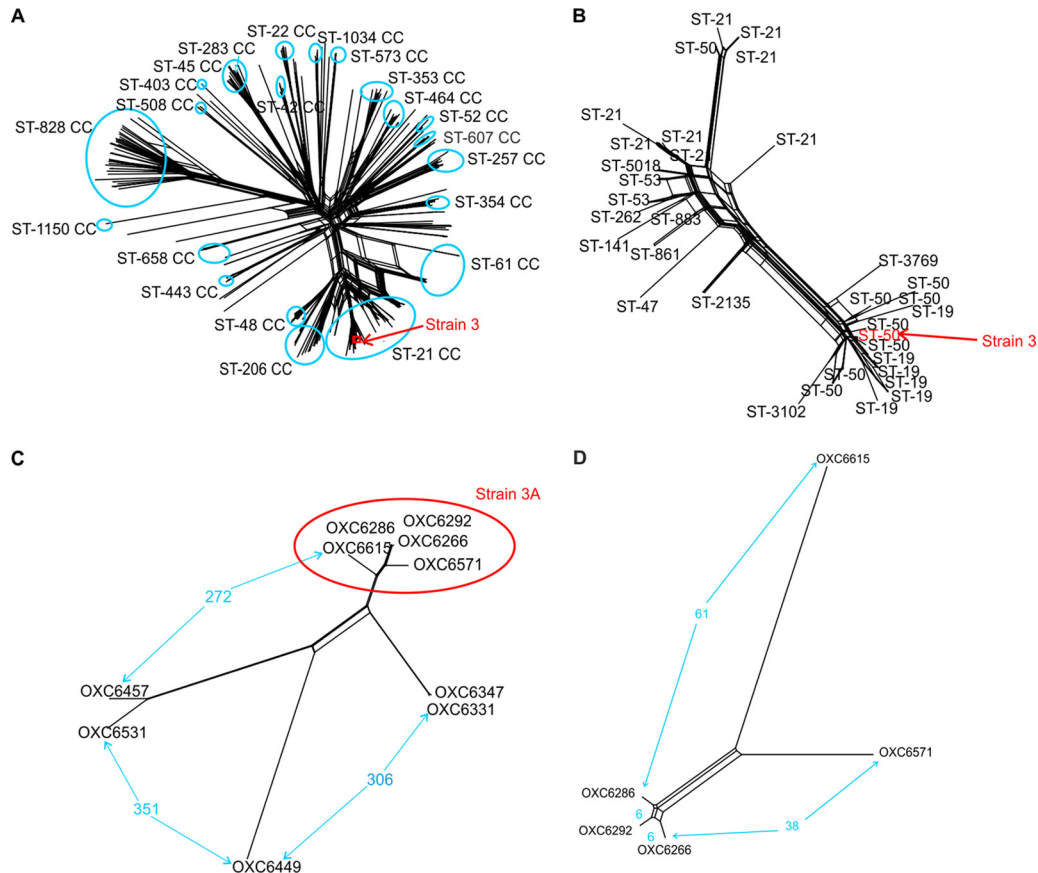 A
ST-22 CC
ST-1034 CC
ST-283 CC
ST-573 CC
ST-45 CC
ST-353 CC
ST-403 CC
ST-464 CC
ST-42 CC
ST-508 CC
ST-52 CC
ST-828 CC
ST-607 CC
ST-257 CC
ST-354 CC
ST-1150 CC
ST-658 CC
ST-61 CC
ST-443 CC
ST-48 CC
Strain 3
ST-21 CC
ST-206 CC
B
ST-21
ST-21
ST-50
ST-21
ST-21
ST-21
ST-21
ST-21
ST-2
ST-5018
ST-53
ST-53
ST-262
ST-883
ST-141
ST-861
ST-3769
ST-47
ST-2135
ST-50
ST-50
ST-50
ST-19
ST-50
ST-50
Strain 3
ST-50
ST-19
ST-50
ST-19
ST-50
ST-19
ST-3102
ST-19
C
Strain 3A
OXC6286
OXC6292
OXC6266
OXC6615
OXC6571
272
OXC6457
OXC6347
OXC6331
OXC6531
306
351
OXC6449
D
OXC6615
61
OXC6571
OXC6286
6
OXC6292
6
38
OXC6266